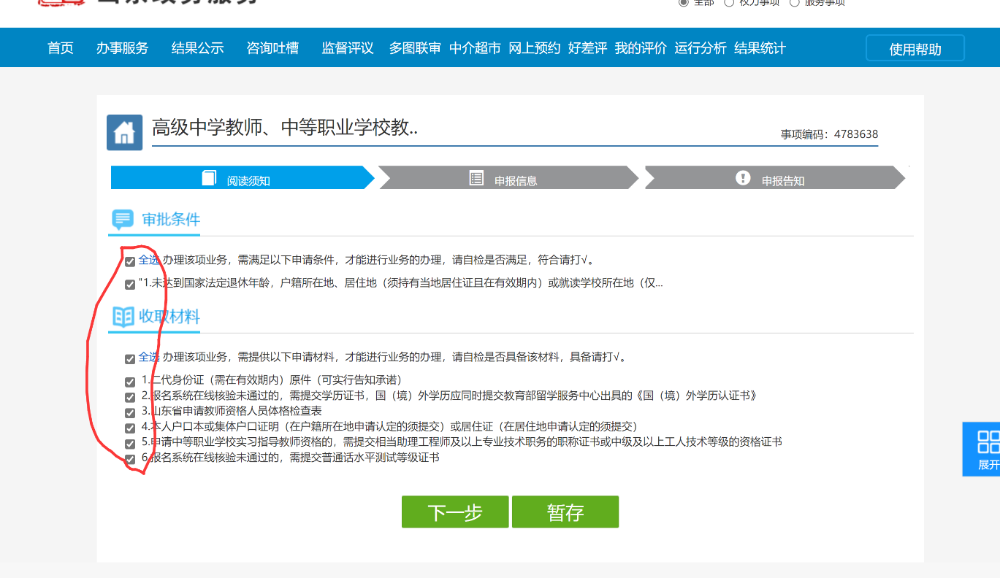 全部 权力事项 服务事项
首页 办事服务 结果公示 咨询吐槽 监督评议 多图联审 中介超市 网上预约 好差评 我的评价 运行分析 结果统计 使用帮助
高级中学教师、中等职业学校教..
事项编码：4783638
阅读须知 申报信息 申报告知
审批条件
全选 办理该项业务，需满足以下申请条件，才能进行业务的办理，请自检是否满足，符合请打√。
"1.未达到国家法定退休年龄，户籍所在地、居住地（须持有当地居住证且在有效期内）或就读学校所在地（仅...
收取材料
全选 办理该项业务，需提供以下申请材料，才能进行业务的办理，请自检是否具备该材料，具备请打√。
1.二代身份证（需在有效期内）原件（可实行告知承诺）
2.报名系统在线核验未通过的，需提交学历证书，国（境）外学历应同时提交教育部留学服务中心出具的《国（境）外学历认证书》
3.山东省申请教师资格人员体格检查表
4.本人户口本或集体户口证明（在户籍所在地申请认定的须提交）或居住证（在居住地申请认定的须提交）
5.申请中等职业学校实习指导教师资格的，需提交相当助理工程师及以上专业技术职务的职称证书或中级及以上工人技术等级的资格证书
6.报名系统在线核验未通过的，需提交普通话水平测试等级证书
展开
下一步 暂存